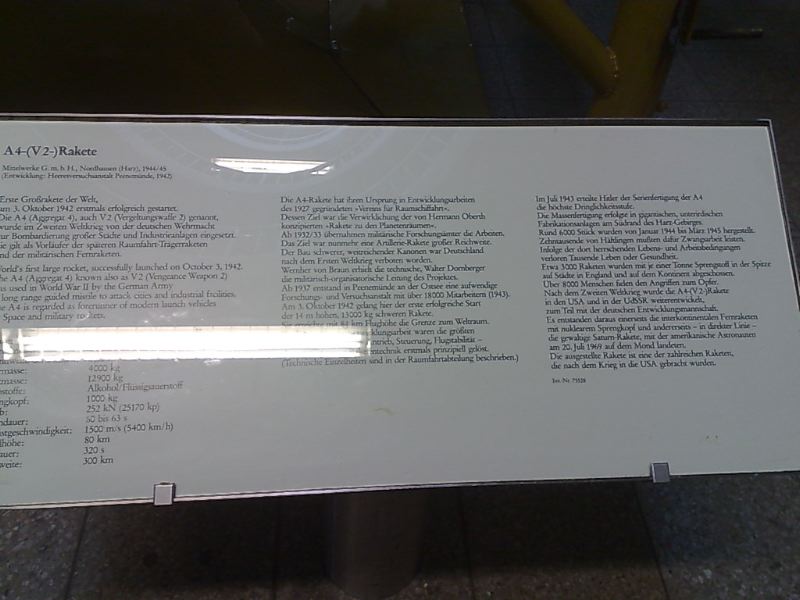 A4-(V2-)Rakete
Mittelwerke G. m. b. H., Nordhausen (Harz), 1944/45
(Entwicklung: Heeresversuchsanstalt Peenemünde, 1942)
Erste Großrakete der Welt,
am 3. Oktober 1942 erstmals erfolgreich gestartet.
Die A4 (Aggregat 4), auch V2 (Vergeltungswaffe 2) genannt,
wurde im Zweiten Weltkrieg von der deutschen Wehrmacht
zur Bombardierung großer Städte und Industrieanlagen eingesetzt.
Sie gilt als Vorläufer der späteren Raumfahrt-Trägerraketen
und der militärischen Fernraketen.
World's first large rocket, successfully launched on October 3, 1942.
The A4 (Aggregat 4) known also as V2 (Vengeance Weapon 2)
was used in World War II by the German Army
long range guided missile to attack cities and industrial facilities.
The A4 is regarded as forerunner of modern launch vehicles
Space and military rockets.
masse: 4000 kg
masse: 12900 kg
stoffe: Alkohol/Flüssigsauerstoff
ngkopf: 1000 kg
b: 252 kN (25170 kp)
ndauer: 50 bis 63 s
stgeschwindigkeit: 1500 m/s (5400 km/h)
lhöhe: 80 km
auer: 320 s
weite: 300 km
Die A4-Rakete hat ihren Ursprung in Entwicklungsarbeiten
des 1927 gegründeten »Vereins für Raumschiffahrt«.
Dessen Ziel war die Verwirklichung der von Hermann Oberth
konzipierten »Rakete zu den Planetenräumen«.
Ab 1932/33 übernahmen militärische Forschungsämter die Arbeiten.
Das Ziel war nunmehr eine Artillerie-Rakete großer Reichweite.
Der Bau schwerer, weitreichender Kanonen war Deutschland
nach dem Ersten Weltkrieg verboten worden.
Wernher von Braun erhielt die technische, Walter Dornberger
die militärisch-organisatorische Leitung des Projektes.
Ab 1937 entstand in Peenemünde an der Ostsee eine aufwendige
Forschungs- und Versuchsanstalt mit über 18000 Mitarbeitern (1943).
Am 3. Oktober 1942 gelang hier der erste erfolgreiche Start
der 14 m hohen, 13000 kg schweren Rakete.
Sie erreichte mit 84 km Flughöhe die Grenze zum Weltraum.
klungsarbeit waren die größten
trieb, Steuerung, Flugstabilität –
technik erstmals prinzipiell gelöst.
(Technische Einzelheiten sind in der Raumfahrtabteilung beschrieben.)
Im Juli 1943 erteilte Hitler der Serienfertigung der A4
die höchste Dringlichkeitsstufe.
Die Massenfertigung erfolgte in gigantischen, unterirdischen
Fabrikationsanlagen am Südrand des Harz-Gebirges.
Rund 6000 Stück wurden von Januar 1944 bis März 1945 hergestellt.
Zehntausende von Häftlingen mußten dafür Zwangsarbeit leisten.
Infolge der dort herrschenden Lebens- und Arbeitsbedingungen
verloren Tausende Leben oder Gesundheit.
Etwa 3000 Raketen wurden mit je einer Tonne Sprengstoff in der Spitze
auf Städte in England und auf dem Kontinent abgeschossen.
Über 8000 Menschen fielen den Angriffen zum Opfer.
Nach dem Zweiten Weltkrieg wurde die A4-(V2-)Rakete
in den USA und in der UdSSR weiterentwickelt,
zum Teil mit der deutschen Entwicklungsmannschaft.
Es entstanden daraus einerseits die interkontinentalen Fernraketen
mit nuklearem Sprengkopf und andererseits – in direkter Linie –
die gewaltige Saturn-Rakete, mit der amerikanische Astronauten
am 20. Juli 1969 auf dem Mond landeten.
Die ausgestellte Rakete ist eine der zahlreichen Raketen,
die nach dem Krieg in die USA gebracht wurden.
Inv.-Nr. 75528